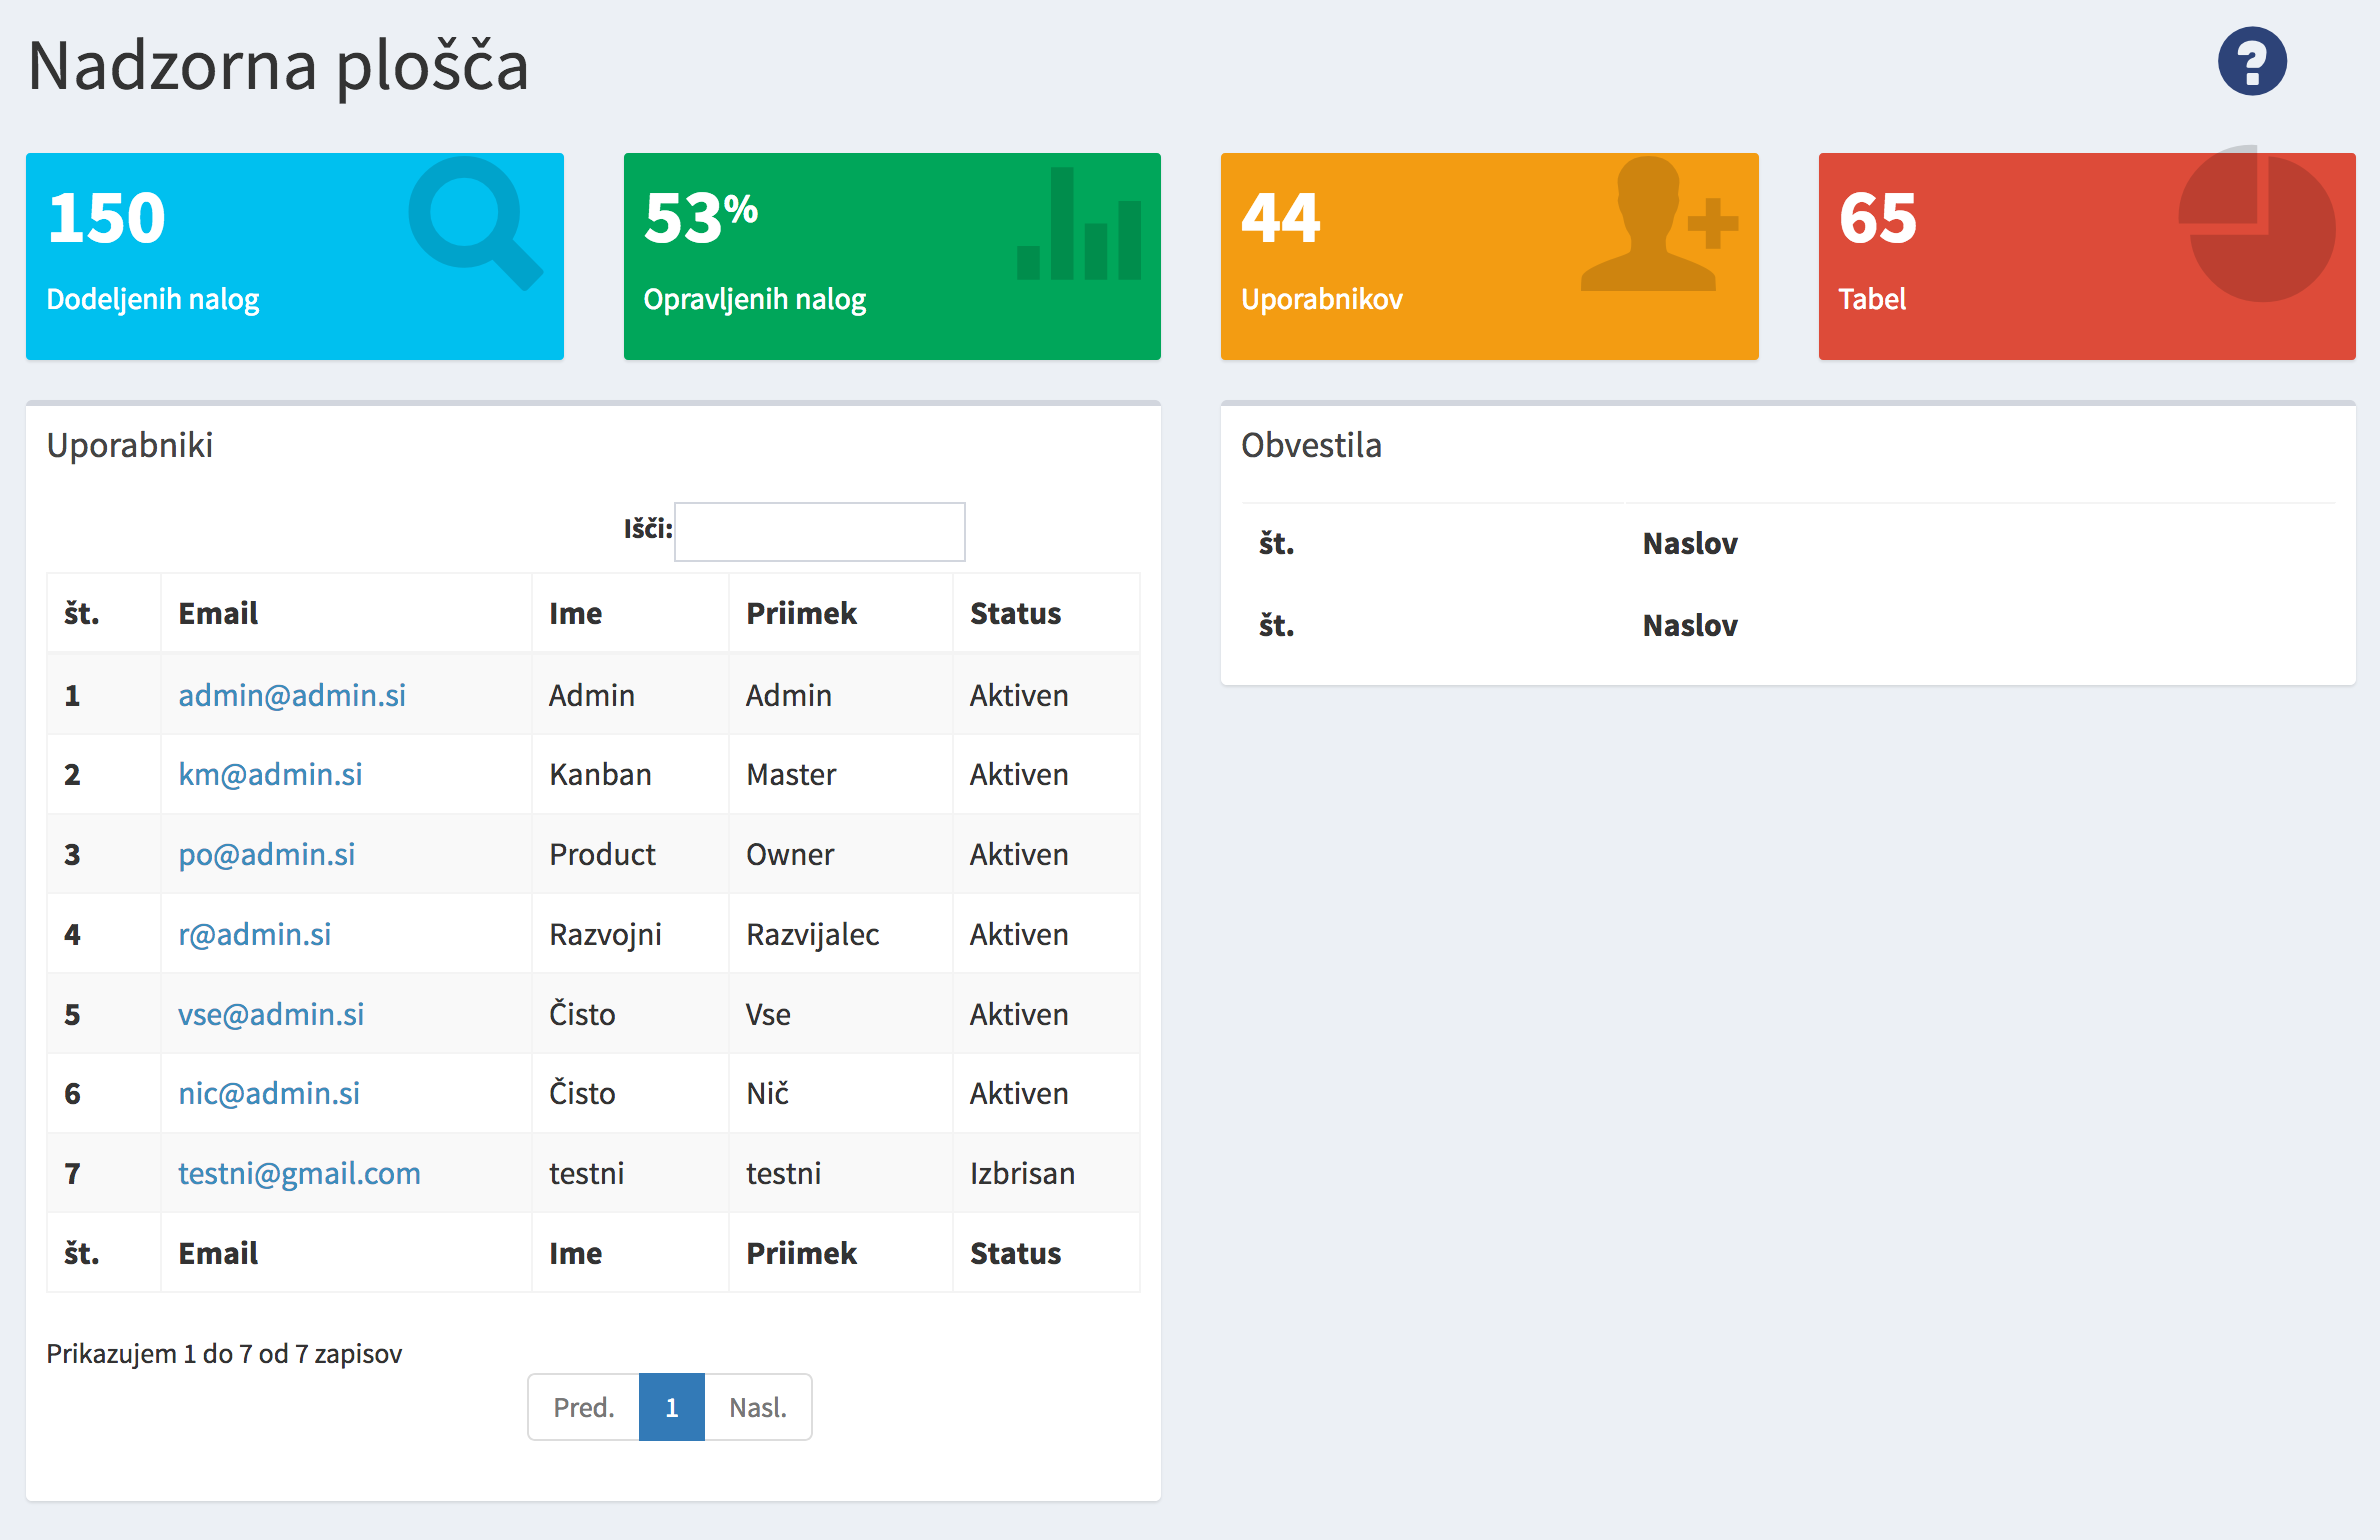 Nadzorna plošča
?
150
Dodeljenih nalog
53%
Opravljenih nalog
44
Uporabnikov
65
Tabel
Uporabniki
Išči:
št. Email Ime Priimek Status
1 admin@admin.si Admin Admin Aktiven
2 km@admin.si Kanban Master Aktiven
3 po@admin.si Product Owner Aktiven
4 r@admin.si Razvojni Razvijalec Aktiven
5 vse@admin.si Čisto Vse Aktiven
6 nic@admin.si Čisto Nič Aktiven
7 testni@gmail.com testni testni Izbrisan
št. Email Ime Priimek Status
Prikazujem 1 do 7 od 7 zapisov
Pred. 1 Nasl.
Obvestila
št. Naslov
št. Naslov